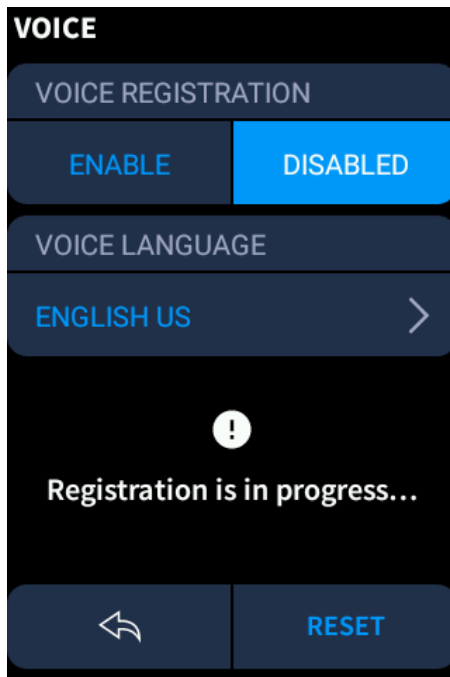 VOICE
VOICE REGISTRATION
ENABLE DISABLED
VOICE LANGUAGE
ENGLISH US
Registration is in progress...
RESET